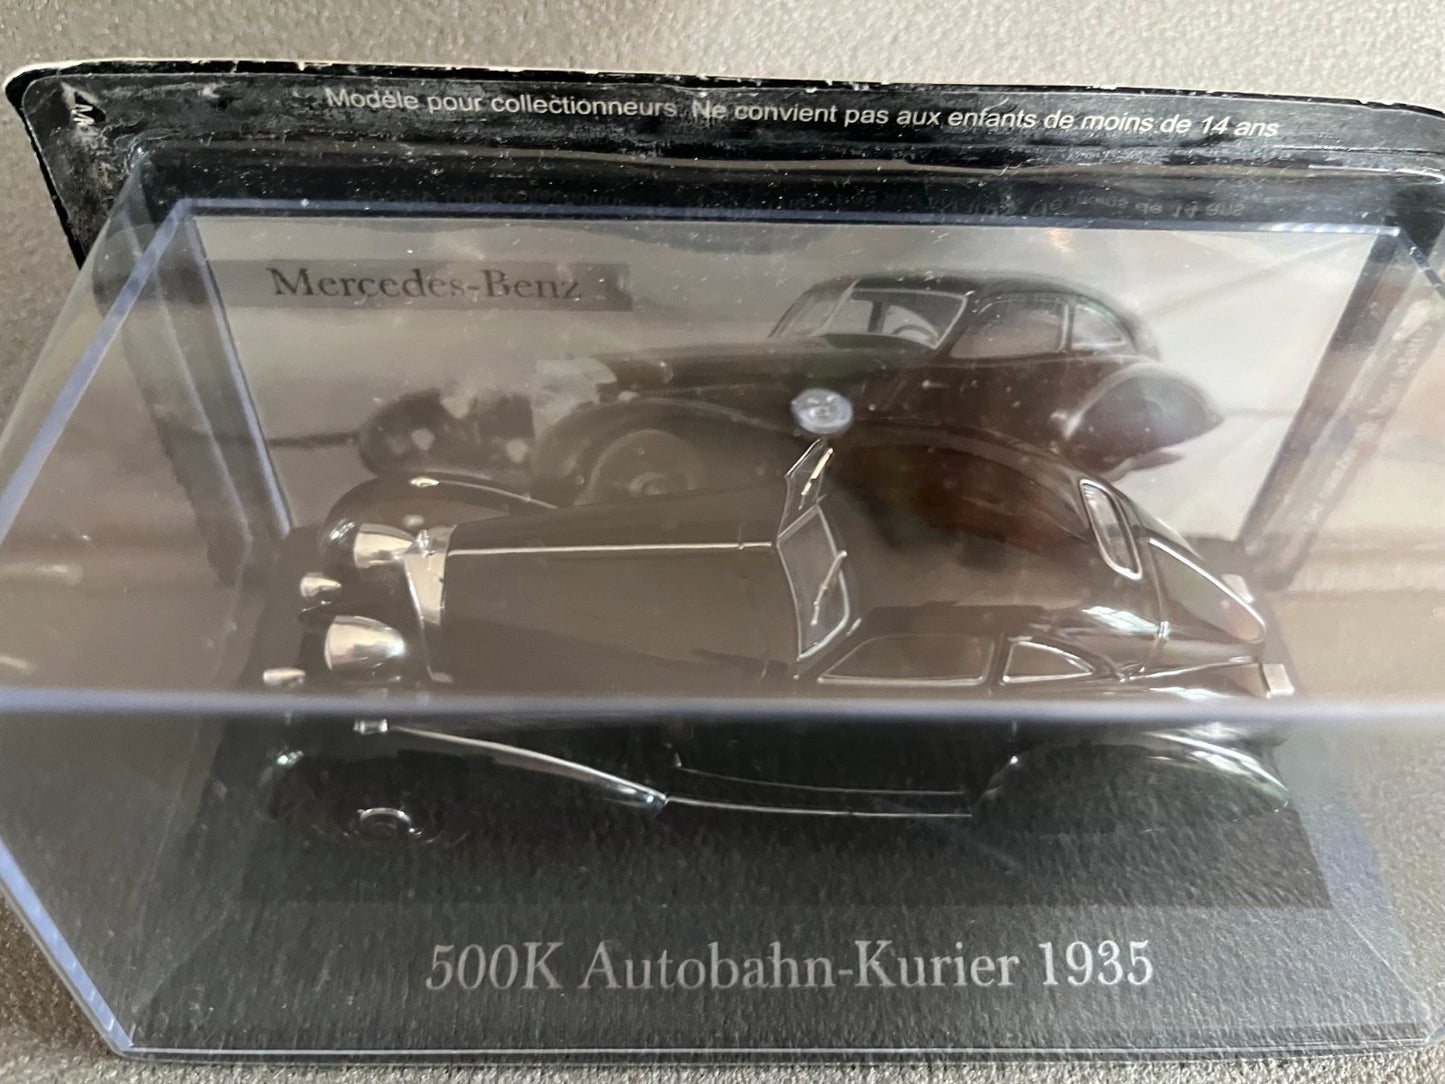 Modèle pour collectionneurs. Ne convient pas aux enfants de moins de 14 ans
Mercedes-Benz
500K Autobahn-Kurier 1935